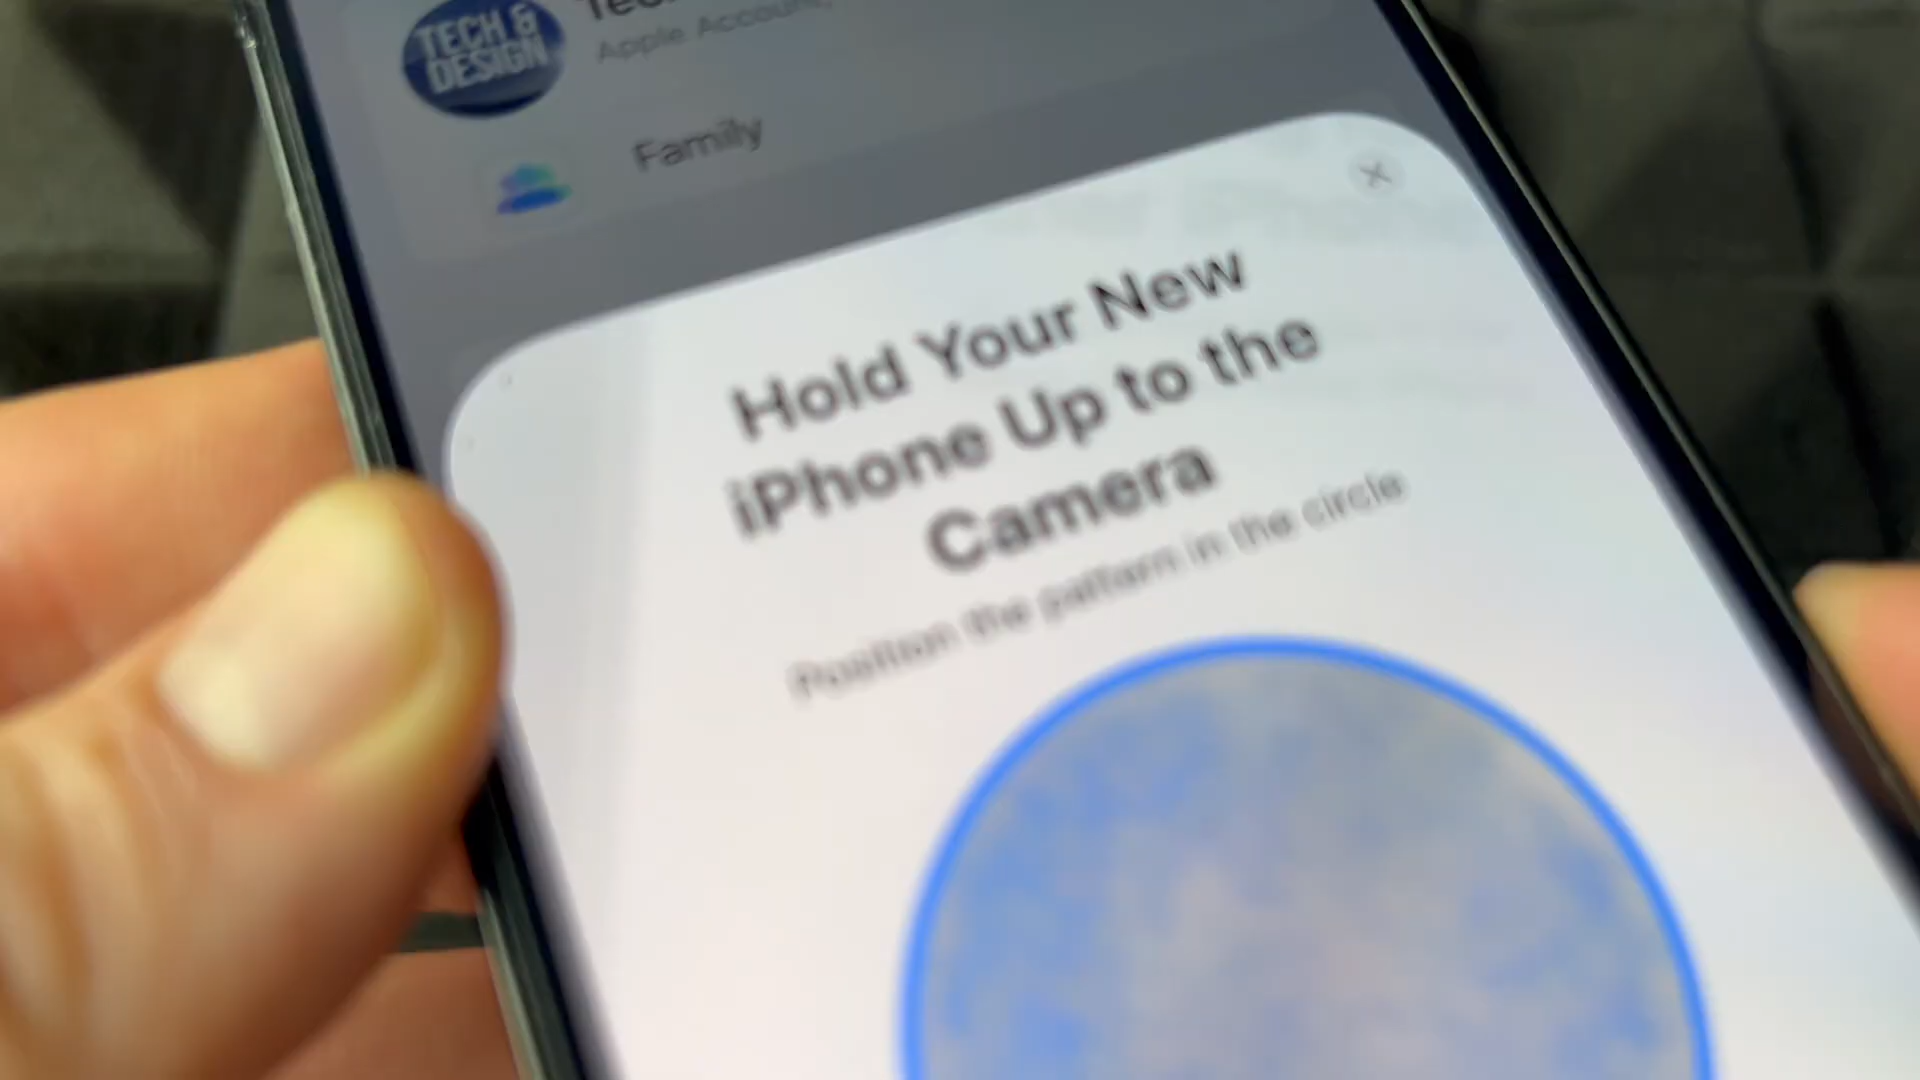 TECH &
DESIGN
Tech
Apple Account,
Family
Hold Your New
iPhone Up to the
Camera
Position the pattern in the circle